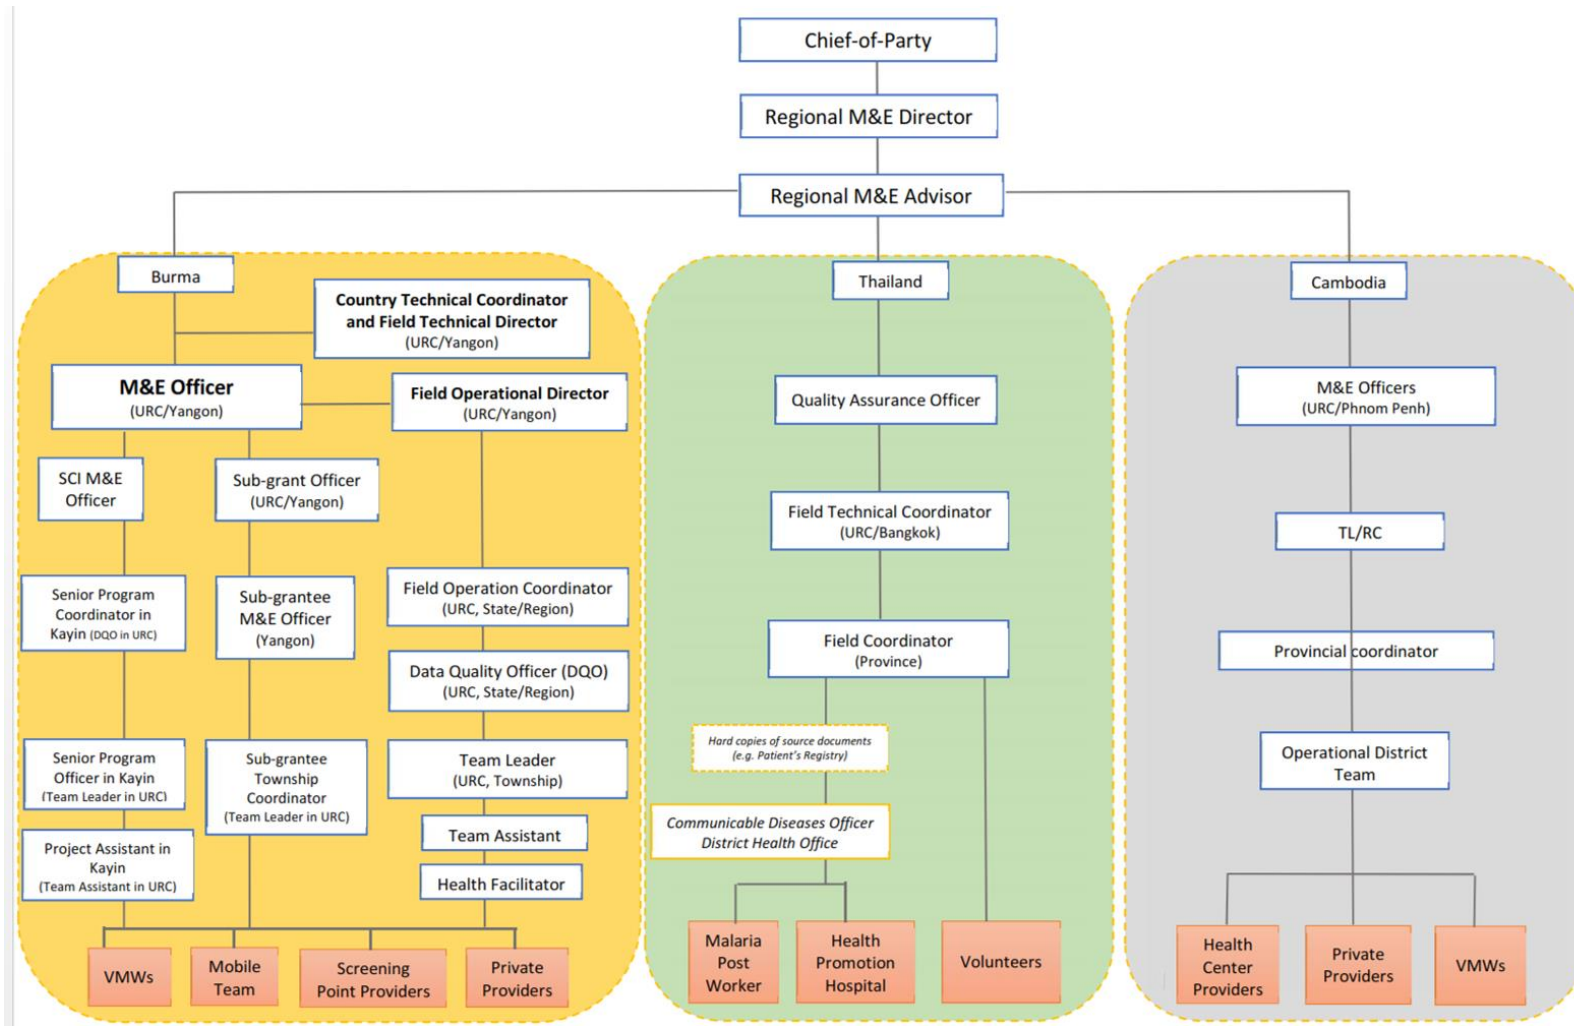 Chief-of-Party
Regional M&E Director
Regional M&E Advisor
Burma
Country Technical Coordinator
and Field Technical Director
(URC/Yangon)
M&E Officer
(URC/Yangon)
Field Operational Director
(URC/Yangon)
SCI M&E
Officer
Sub-grant Officer
(URC/Yangon)
Senior Program
Coordinator in
Kayin (DQO in URC)
Sub-grantee
M&E Officer
(Yangon)
Field Operation Coordinator
(URC, State/Region)
Data Quality Officer (DQO)
(URC, State/Region)
Senior Program
Officer in Kayin
(Team Leader in URC)
Sub-grantee
Township
Coordinator
(Team Leader in URC)
Team Leader
(URC, Township)
Team Assistant
Project Assistant in
Kayin
(Team Assistant in URC)
Health Facilitator
VMWs
Mobile
Team
Screening
Point Providers
Private
Providers
Thailand
Quality Assurance Officer
Field Technical Coordinator
(URC/Bangkok)
Field Coordinator
(Province)
Hard copies of source documents
(e.g. Patient's Registry)
Communicable Diseases Officer
District Health Office
Malaria
Post
Worker
Health
Promotion
Hospital
Volunteers
Cambodia
M&E Officers
(URC/Phnom Penh)
TL/RC
Provincial coordinator
Operational District
Team
Health
Center
Providers
Private
Providers
VMWs